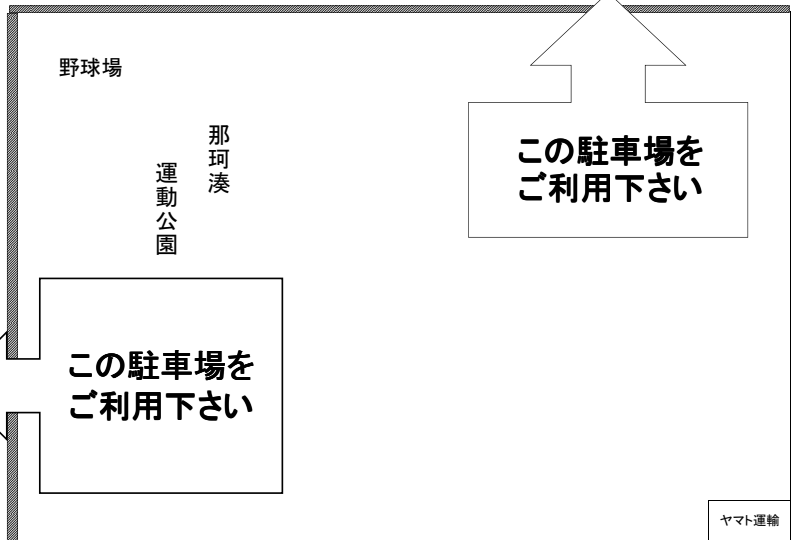 野球場
那珂湊
運動公園
この駐車場を
ご利用下さい
この駐車場を
ご利用下さい
ヤマト運輸